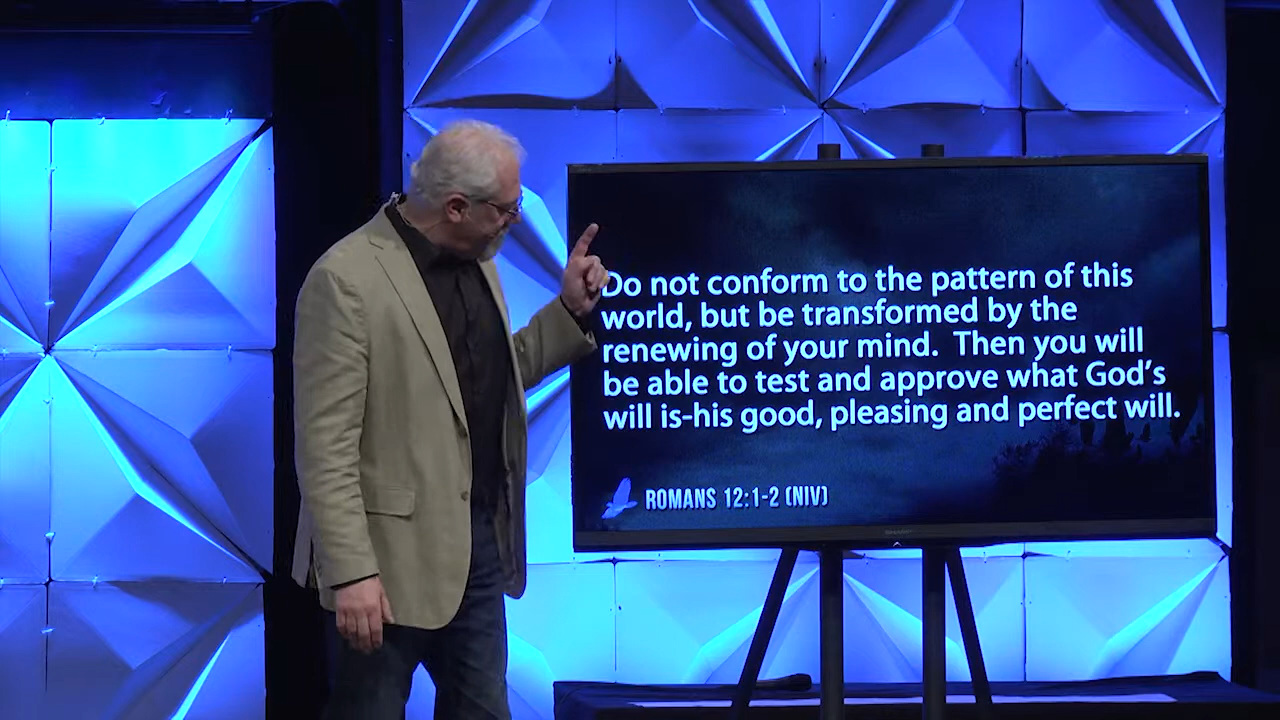 Do not conform to the pattern of this
world, but be transformed by the
renewing of your mind.  Then you will
be able to test and approve what God's
will is-his good, pleasing and perfect will.
ROMANS 12:1-2 (NIV)
SHARP